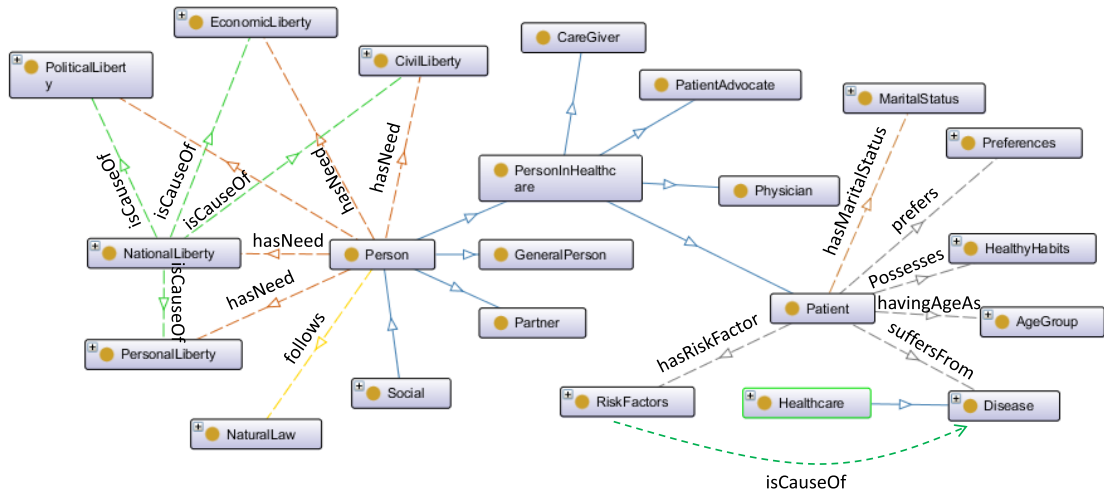 EconomicLiberty
CareGiver
PoliticalLibert
y
CivilLiberty
PatientAdvocate
MaritalStatus
Preferences
isCauseOf
isCauseOf
isCauseOf
hasNeed
hasNeed
PersonInHealthc
are
Physician
hasMaritalStatus
prefers
NationalLiberty
hasNeed
Person
GeneralPerson
Possesses
HealthyHabits
isCauseOf
hasNeed
Partner
Patient
havingAgeAs
AgeGroup
PersonalLiberty
follows
hasRiskFactor
suffersFrom
Social
RiskFactors
Healthcare
Disease
NaturalLaw
isCauseOf